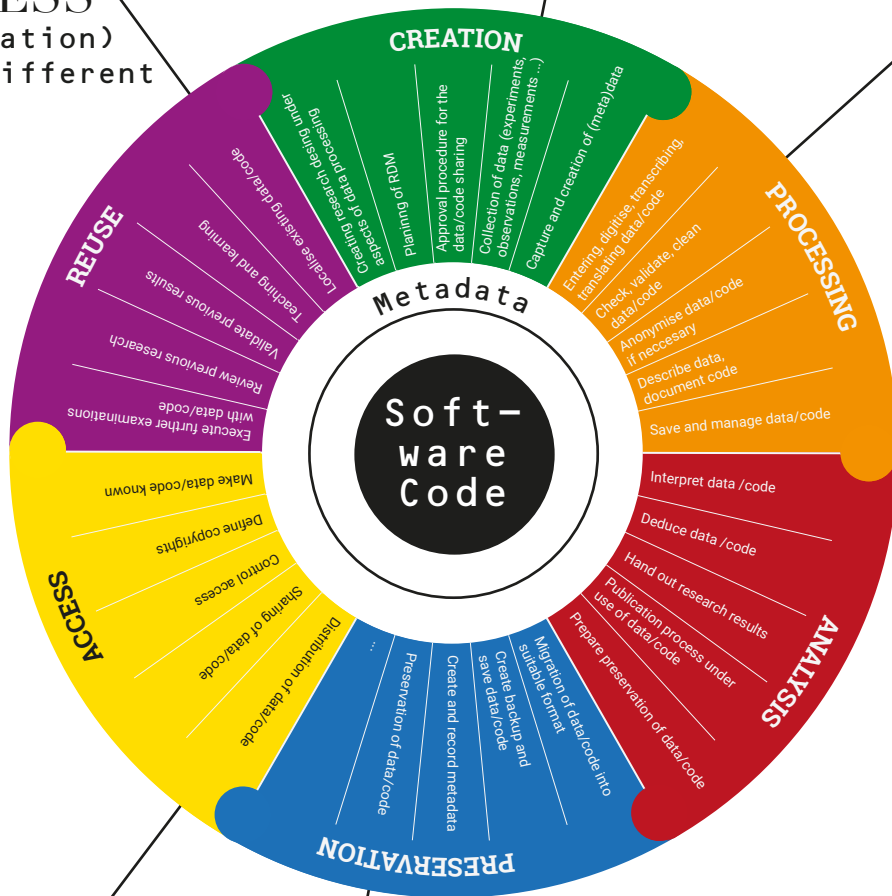 ESS
ation)
ifferent
CREATION
Creating research desing under
aspects of data processing
Planinng of RDM
Approval procedure for the
data/code sharing
Collection of data (experiments,
observations, measurements ...)
Capture and creation of (meta)data
PROCESSING
Entering, digitise, transcribing,
translating data/code
Check, validate, clean
data/code
Anonymise data/code
if neccesary
Describe data,
document code
Save and manage data/code
ANALYSIS
Interpret data /code
Deduce data /code
Hand out research results
Publication process under
use of data/code
Prepare preservation of data/code
PRESERVATION
Migration of data/code into
suitable format
Create backup and
save data/code
Create and record metadata
Preservation of data/code
...
ACCESS
Distribution of data/code
Sharing of data/code
Control access
Define copyrights
Make data/code known
REUSE
Execute further examinations
with data/code
Review previous research
Validate previous results
Teaching and learning
Localise existing data/code
Metadata
Soft-
ware
Code